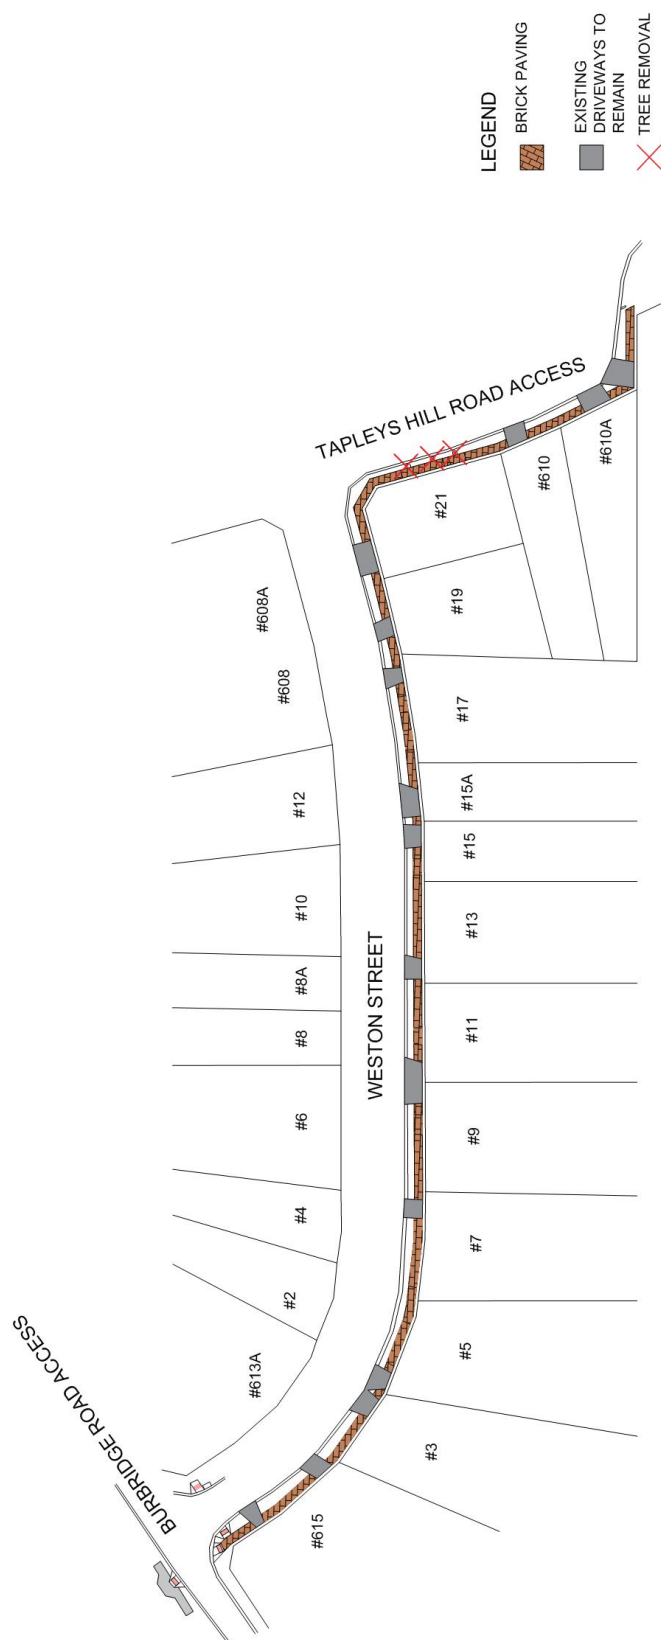 LEGEND
BRICK PAVING
EXISTING
DRIVEWAYS TO
REMAIN
TREE REMOVAL
BURBRIDGE ROAD ACCESS
TAPLEYS HILL ROAD ACCESS
WESTON STREET
#613A
#2
#4
#6
#8
#8A
#10
#12
#608
#608A
#615
#3
#5
#7
#9
#11
#13
#15
#15A
#17
#19
#21
#610
#610A